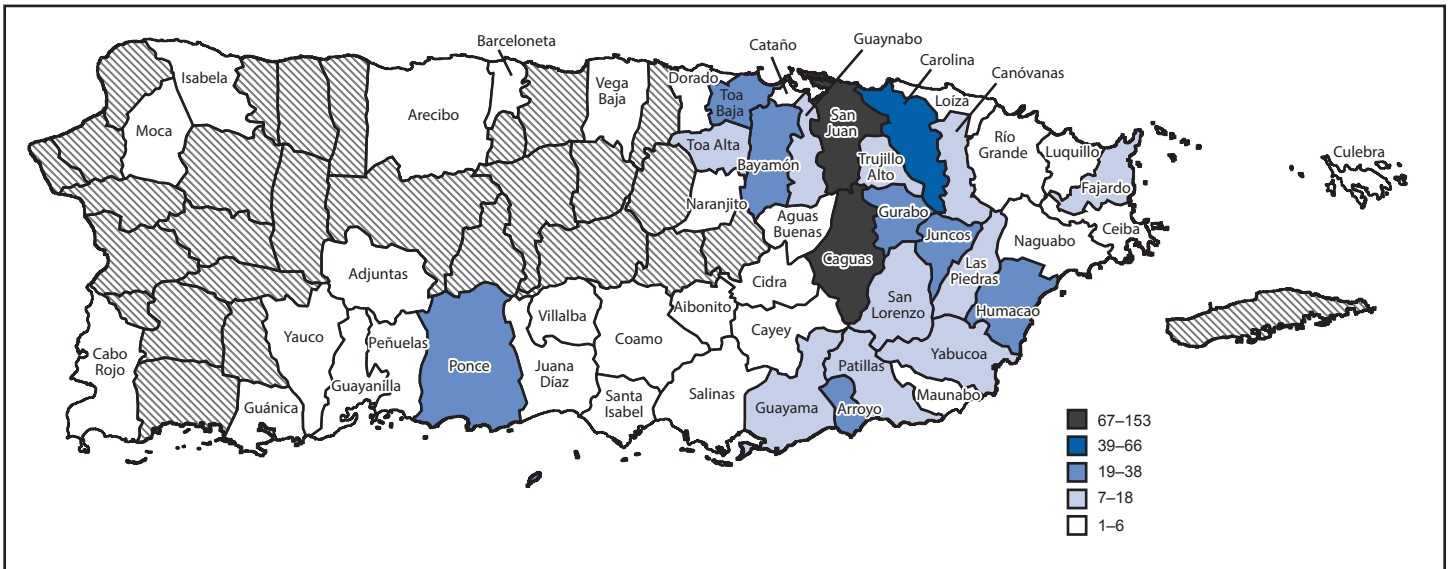 Barceloneta
Cataño
Guaynabo
Carolina
Canóvanas
Isabela
Moca
Arecibo
Vega
Baja
Dorado
Toa
Baja
Toa Alta
Bayamón
San
Juan
Trujillo
Alto
Loíza
Río
Grande
Luquillo
Fajardo
Culebra
Naranjito
Aguas
Buenas
Gurabo
Juncos
Naguabo
Ceiba
Caguas
Las
Piedras
Adjuntas
Cidra
San
Lorenzo
Humacao
Aibonito
Villalba
Yauco
Peñuelas
Coamo
Cayey
Cabo
Rojo
Ponce
Juana
Díaz
Patillas
Yabucoa
Guayanilla
Guánica
Santa
Isabel
Salinas
Guayama
Arroyo
Maunabo
67–153
39–66
19–38
7–18
1–6